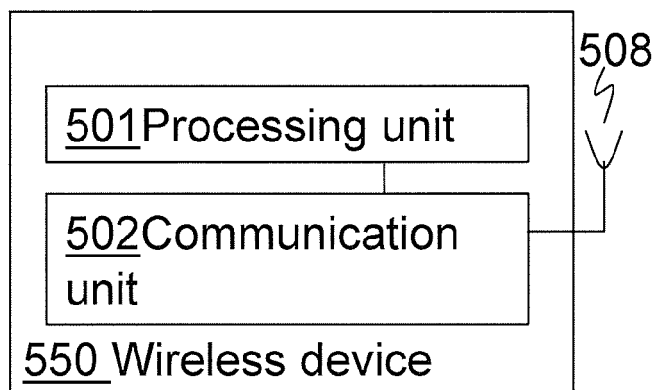 508
501Processing unit
502Communication
unit
550 Wireless device